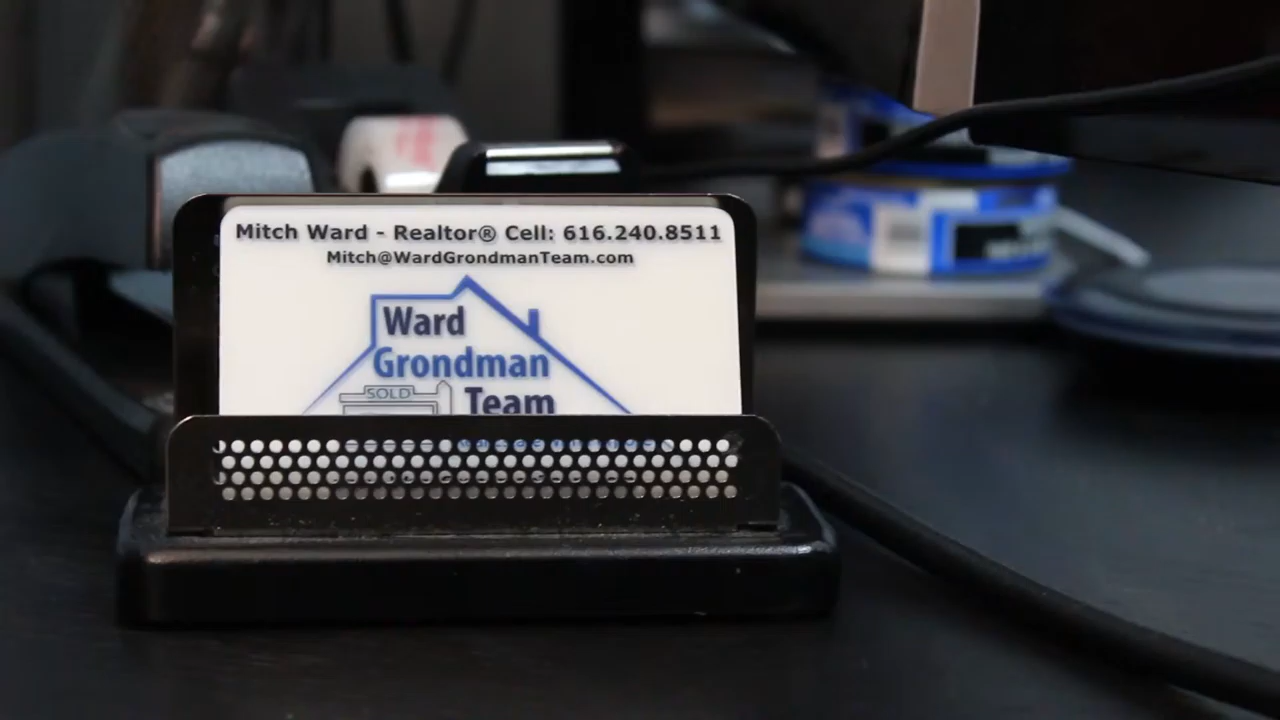 Mitch Ward - Realtor® Cell: 616.240.8511
Mitch@WardGrondmanTeam.com
Ward
Grondman
SOLD
Team